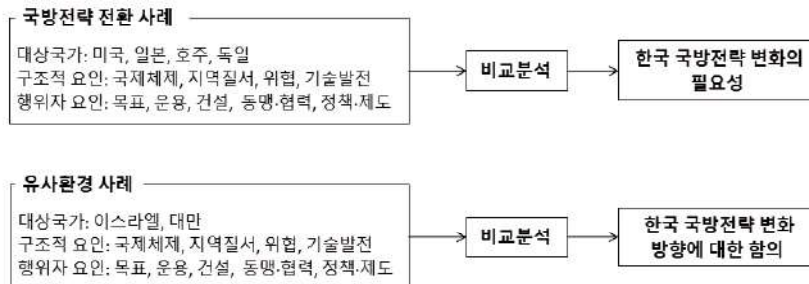 국방전략 전환 사례
대상국가: 미국, 일본, 호주, 독일
구조적 요인: 국제체제, 지역질서, 위협, 기술발전
행위자 요인: 목표, 운용, 건설, 동맹·협력, 정책·제도
비교분석
한국 국방전략 변화의
필요성
유사환경 사례
대상국가: 이스라엘, 대만
구조적 요인: 국제체제, 지역질서, 위협, 기술발전
행위자 요인: 목표, 운용, 건설, 동맹·협력, 정책·제도
비교분석
한국 국방전략 변화
방향에 대한 함의